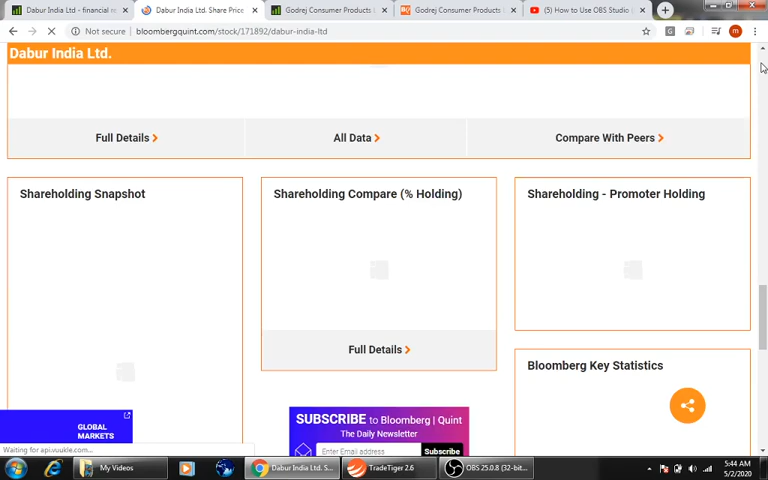 Dabur India Ltd - financial m
Dabur India Ltd. Share Price
Godrej Consumer Products L
Godrej Consumer Products
(5) How to Use OBS Studio
Not secure | bloombergquint.com/stock/171892/dabur-india-ltd
m
Dabur India Ltd.
Full Details
All Data
Compare With Peers
Shareholding Snapshot
Shareholding Compare (% Holding)
Shareholding - Promoter Holding
Full Details
Bloomberg Key Statistics
GLOBAL
MARKETS
SUBSCRIBE to Bloomberg | Quint
The Daily Newsletter
Enter Email address
Subscribe
Waiting for api.vuukle.com...
My Videos
Dabur India Ltd. S...
TradeTiger 2.6
OBS 25.0.8 (32-bit...
5:44 AM
5/2/2020